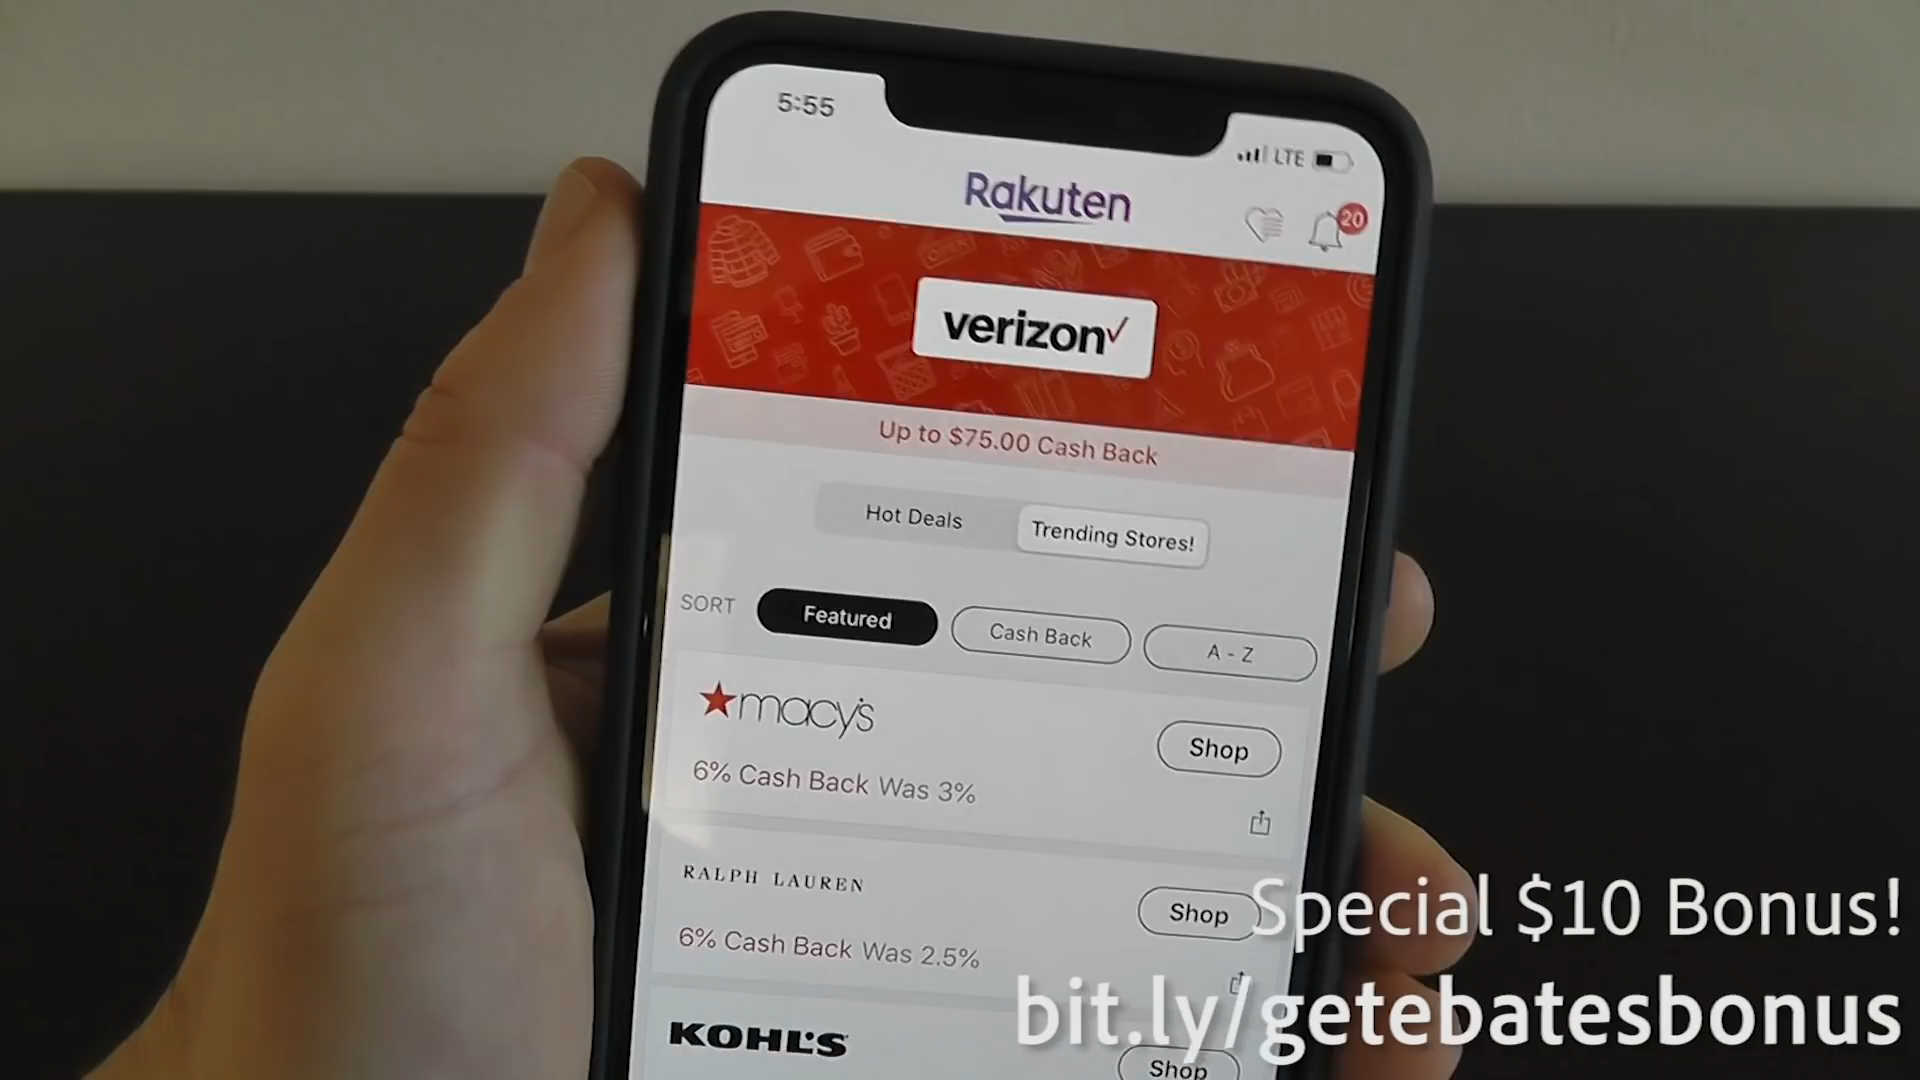 5:55
LTE
Rakuten
20
verizon
Up to $75.00 Cash Back
Hot Deals
Trending Stores!
SORT
Featured
Cash Back
A - Z
macy's
Shop
6% Cash Back Was 3%
RALPH LAUREN
Shop
6% Cash Back Was 2.5%
KOHL'S
Shop
Special $10 Bonus!
bit.ly/getebatesbonus